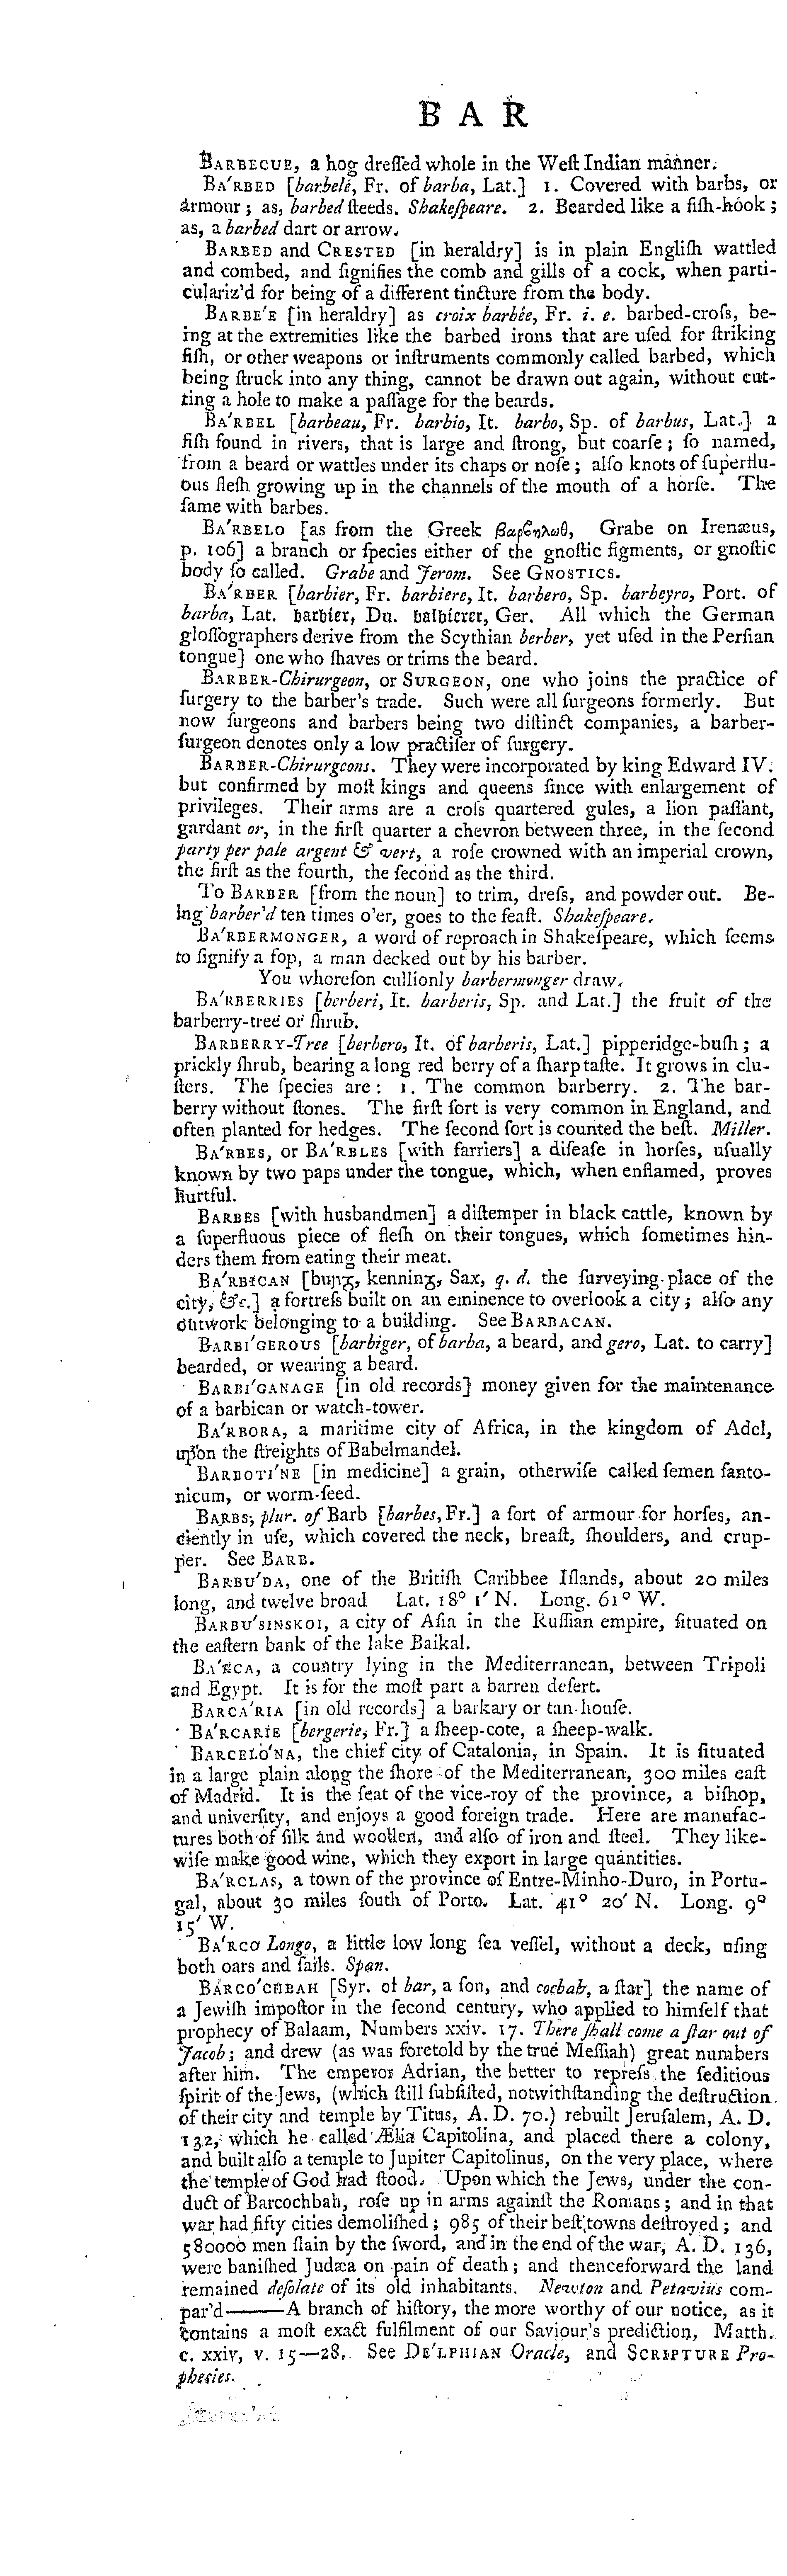 BAR
BARBECUE, a hog dreſſed whole in the Weſt Indian manner.
BA′RBED [barbelé, Fr. of barba, Lat.] 1. Covered with barbs, or
armour; as, barbed ſteeds. Shakeſpeare. 2. Bearded like a fiſh-hook;
as, a barbed dart or arrow.
BARBED and CRESTED [in heraldry] is in plain Engliſh wattled
and combed, and ſignifies the comb and gills of a cock, when parti-
culariz'd for being of a different tincture from the body.
BARBE′E [in heraldry] as croix barbée, Fr. i. e. barbed-croſs, be-
ing at the extremities like the barbed irons that are uſed for ſtriking
fiſh, or other weapons or inſtruments commonly called barbed, which
being ſtruck into any thing, cannot be drawn out again, without cut-
ting a hole to make a paſſage for the beards.
BA′RBEL [barbeau, Fr. barbio, It. barbo, Sp. of barbus, Lat.] a
fiſh found in rivers, that is large and ſtrong, but coarſe; ſo named,
from a beard or wattles under its chaps or noſe; alſo knots of ſuperflu-
ous fleſh growing up in the channels of the mouth of a horſe. The
ſame with barbes.
BA′RBELO [as from the Greek βαρβηλωθ, Grabe on Irenæus,
p. 106] a branch or ſpecies either of the gnoſtic figments, or gnoſtic
body ſo called. Grabe and Jerom. See GNOSTICS.
BA′RBER [barbier, Fr. barbiere, It. barbero, Sp. barbeyro, Port. of
barba, Lat. barbier, Du. balbierer, Ger. All which the German
gloſſographers derive from the Scythian berber, yet uſed in the Perſian
tongue] one who ſhaves or trims the beard.
BARBER-Chirurgeon, or SURGEON, one who joins the practice of
ſurgery to the barber's trade. Such were all ſurgeons formerly. But
now ſurgeons and barbers being two diſtinct companies, a barber-
ſurgeon denotes only a low practiſer of ſurgery.
BARBER-Chirurgeons. They were incorporated by king Edward IV.
but confirmed by moſt kings and queens ſince with enlargement of
privileges. Their arms are a croſs quartered gules, a lion paſſant,
gardant or, in the firſt quarter a chevron between three, in the ſecond
party per pale argent & vert, a roſe crowned with an imperial crown,
the firſt as the fourth, the ſecond as the third.
To BARBER [from the noun] to trim, dreſs, and powder out. Be-
ing barber'd ten times o'er, goes to the feaſt. Shakeſpeare.
BA′RBERMONGER, a word of reproach in Shakeſpeare, which ſeems
to ſignify a fop, a man decked out by his barber.
You whoreſon cullionly barbermonger draw.
BA′RBERRIES [berberi, It. barberis, Sp. and Lat.] the fruit of the
barberry-tree or ſhrub.
BARBERRY-Tree [berbero, It. of barberis, Lat.] pipperidge-buſh; a
prickly ſhrub, bearing a long red berry of a ſharp taſte. It grows in clu-
ſters. The ſpecies are: 1. The common barberry. 2. The bar-
berry without ſtones. The firſt ſort is very common in England, and
often planted for hedges. The ſecond ſort is counted the beſt. Miller.
BA′RBES, or BA′RBLES [with farriers] a diſeaſe in horſes, uſually
known by two paps under the tongue, which, when enflamed, proves
hurtful.
BARBES [with husbandmen] a diſtemper in black cattle, known by
a ſuperfluous piece of fleſh on their tongues, which ſometimes hin-
ders them from eating their meat.
BA′RBICAN [buꞃᵹ, kenninᵹ, Sax, q. d. the ſurveying place of the
city, &c.] a fortreſs built on an eminence to overlook a city; alſo any
outwork belonging to a building. See BARBACAN.
BARBI′GEROUS [barbiger, of barba, a beard, and gero, Lat. to carry]
bearded, or wearing a beard.
BARBI′GANAGE [in old records] money given for the maintenance
of a barbican or watch-tower.
BA′RBORA, a maritime city of Africa, in the kingdom of Adel,
upon the ſtreights of Babelmandel.
BARBOTI′NE [in medicine] a grain, otherwiſe called ſemen ſanto-
nicum, or worm-ſeed.
BARBS, plur. of Barb [barbes, Fr.] a ſort of armour for horſes, an-
ciently in uſe, which covered the neck, breaſt, ſhoulders, and crup-
per. See BARB.
BARBU′DA, one of the Britiſh Caribbee Iſlands, about 20 miles
long, and twelve broad Lat. 18° 1′ N. Long. 61° W.
BARBU′SINSKOI, a city of Aſia in the Ruſſian empire, ſituated on
the eaſtern bank of the lake Baikal.
BA′RCA, a country lying in the Mediterranean, between Tripoli
and Egypt. It is for the moſt part a barren deſert.
BARCA′RIA [in old records] a barkary or tan houſe.
BA′RCARIE [bergerie, Fr.] a ſheep-cote, a ſheep-walk.
BARCELO′NA, the chief city of Catalonia, in Spain. It is ſituated
in a large plain along the ſhore of the Mediterranean, 300 miles eaſt
of Madrid. It is the ſeat of the vice-roy of the province, a biſhop,
and univerſity, and enjoys a good foreign trade. Here are manufac-
tures both of ſilk and woollen, and alſo of iron and ſteel. They like-
wiſe make good wine, which they export in large quantities.
BA′RCLAS, a town of the province of Entre-Minho-Duro, in Portu-
gal, about 30 miles ſouth of Porto. Lat. 41° 20′ N. Long. 9°
15′ W.
BA′RCO Longo, a little low long ſea veſſel, without a deck, uſing
both oars and ſails. Span.
BARCO′CHBAH [Syr. of bar, a ſon, and cocbah, a ſtar] the name of
a Jewiſh impoſtor in the ſecond century, who applied to himſelf that
prophecy of Balaam, Numbers xxiv. 17. There ſhall come a ſtar out of
Jacob; and drew (as was foretold by the true Meſſiah) great numbers
after him. The emperor Adrian, the better to repreſs the ſeditious
ſpirit of the Jews, (which ſtill ſubſiſted, notwithſtanding the deſtruction
of their city and temple by Titus, A. D. 70.) rebuilt Jeruſalem, A. D.
132, which he called Ælia Capitolina, and placed there a colony,
and built alſo a temple to Jupiter Capitolinus, on the very place, where
the temple of God had ſtood. Upon which the Jews, under the con-
duct of Barcochbah, roſe up in arms againſt the Romans; and in that
war had fifty cities demoliſhed; 985 of their beſt towns deſtroyed; and
580000 men ſlain by the ſword, and in the end of the war, A. D. 136,
were baniſhed Judæa on pain of death; and thenceforward the land
remained deſolate of its old inhabitants. Newton and Petavius com-
par'd——A branch of hiſtory, the more worthy of our notice, as it
contains a moſt exact fulfilment of our Saviour's prediction, Matth.
c. xxiv, v. 15—28. See DE′LPHIAN Oracle, and SCRIPTURE Pro-
pheſies.